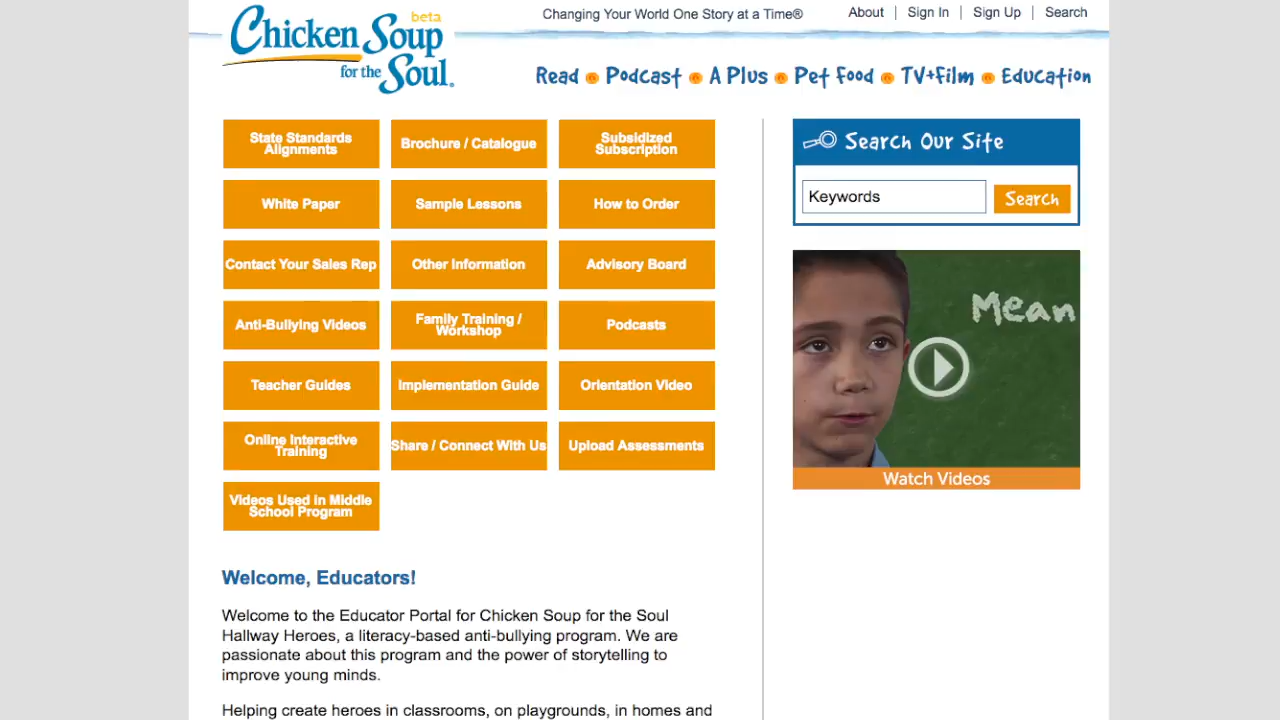 beta
Chicken Soup
for the
Soul®
Changing Your World One Story at a Time®
About | Sign In | Sign Up | Search
Read Podcast A Plus Pet Food TV+Film Education
State Standards
Alignments
Brochure / Catalogue
Subsidized
Subscription
White Paper
Sample Lessons
How to Order
Contact Your Sales Rep
Other Information
Advisory Board
Anti-Bullying Videos
Family Training /
Workshop
Podcasts
Teacher Guides
Implementation Guide
Orientation Video
Online Interactive
Training
Share / Connect With Us
Upload Assessments
Videos Used In Middle
School Program
Search Our Site
Keywords
Search
Mean
Watch Videos
Welcome, Educators!
Welcome to the Educator Portal for Chicken Soup for the Soul
Hallway Heroes, a literacy-based anti-bullying program. We are
passionate about this program and the power of storytelling to
improve young minds.
Helping create heroes in classrooms, on playgrounds, in homes and